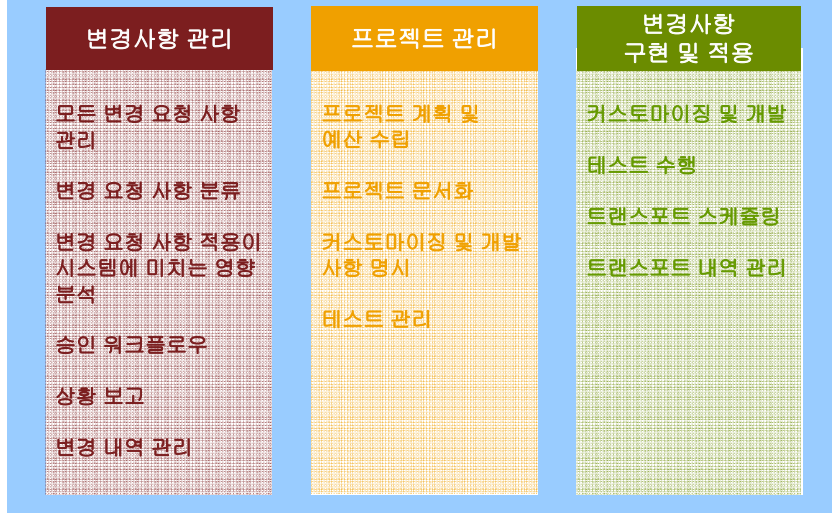 변경사항 관리
모든 변경 요청 사항
관리
변경 요청 사항 분류
변경 요청 사항 적용이
시스템에 미치는 영향
분석
승인 워크플로우
상황 보고
변경 내역 관리
프로젝트 관리
프로젝트 계획 및
예산 수립
프로젝트 문서화
커스토마이징 및 개발
사항 명시
테스트 관리
변경사항
구현 및 적용
커스토마이징 및 개발
테스트 수행
트랜스포트 스케쥴링
트랜스포트 내역 관리